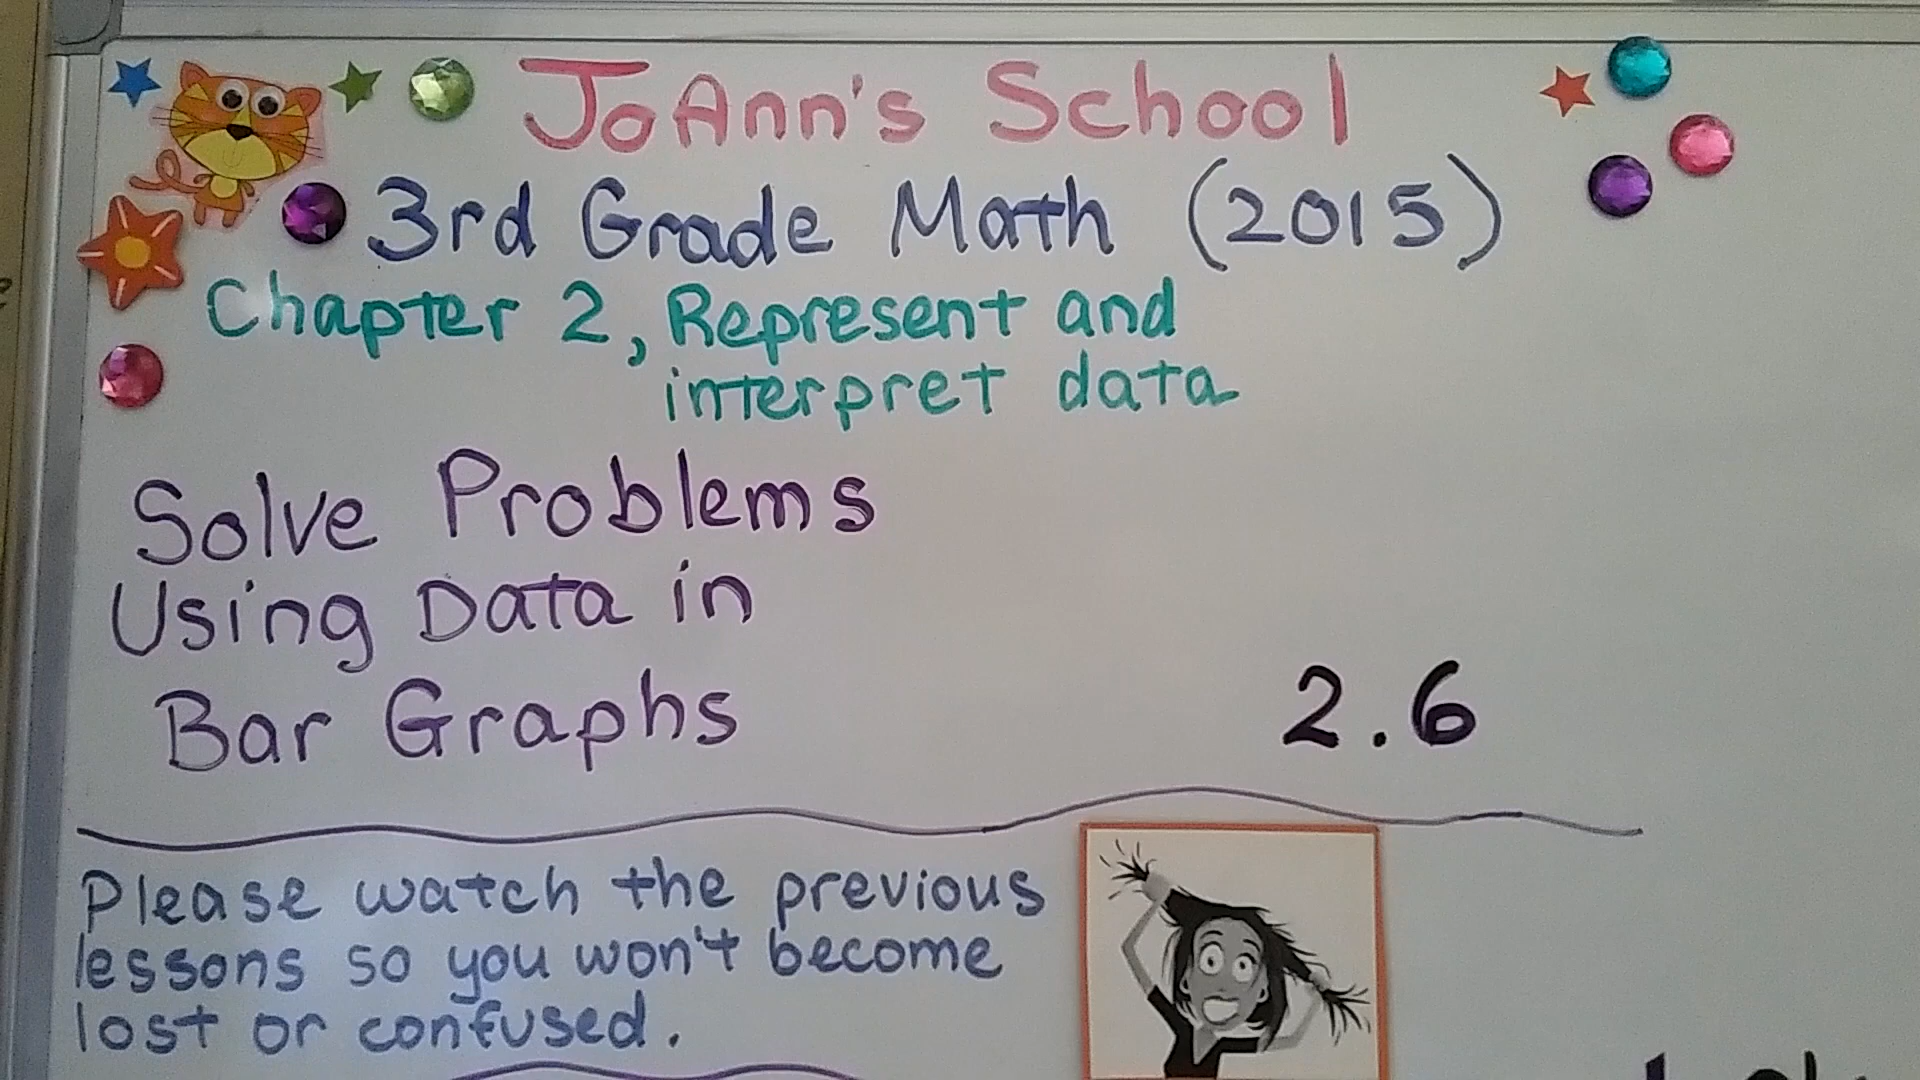 JoAnn's School
3rd Grade Math (2015)
Chapter 2, Represent and
interpret data
Solve Problems
Using Data in
Bar Graphs
2.6
Please watch the previous
lessons so you won't become
lost or confused.